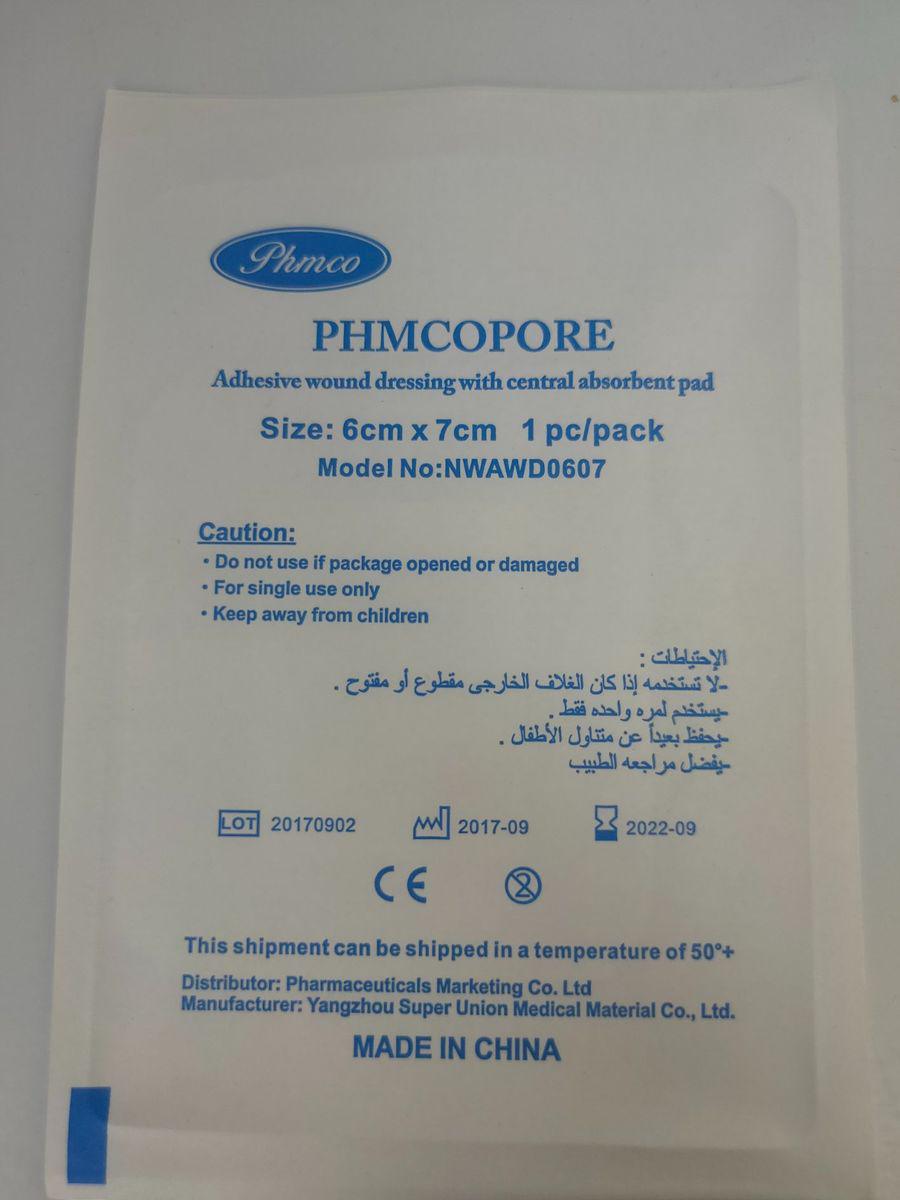 Phmco
PHMCOPORE
Adhesive wound dressing with central absorbent pad
Size: 6cm x 7cm 1 pc/pack
Model No:NWAWD0607
Caution:
• Do not use if package opened or damaged
• For single use only
• Keep away from children
الإحتياطات :
-لا تستخدمه إذا كان الغلاف الخارجى مقطوع أو مفتوح .
-يستخدم لمره واحده فقط .
-يحفظ بعيداً عن متناول الأطفال .
-يفضل مراجعه الطبيب
LOT 20170902 2017-09 2022-09
CE 2
This shipment can be shipped in a temperature of 50°+
Distributor: Pharmaceuticals Marketing Co. Ltd
Manufacturer: Yangzhou Super Union Medical Material Co., Ltd.
MADE IN CHINA